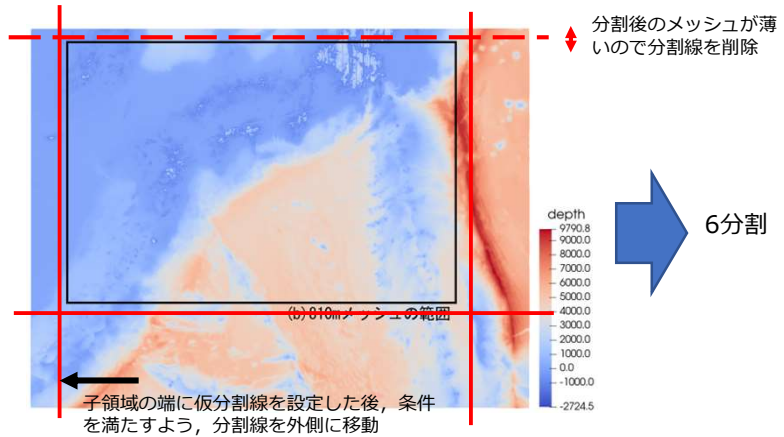 分割後のメッシュが薄
いので分割線を削除
depth
9790.8
9000.0
8000.0
7000.0
6000.0
5000.0
4000.0
3000.0
2000.0
1000.0
0.0
-1000.0
-2724.5
6分割
(b)810mメッシュの範囲
子領域の端に仮分割線を設定した後，条件
を満たすよう，分割線を外側に移動